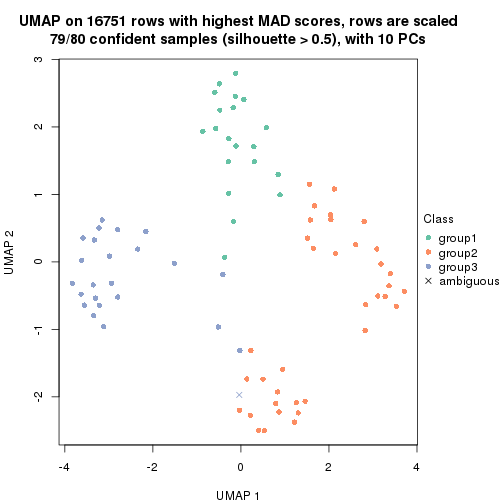 UMAP on 16751 rows with highest MAD scores, rows are scaled
79/80 confident samples (silhouette > 0.5), with 10 PCs
3
2
1
0
-1
-2
UMAP 2
-4
-2
0
2
4
UMAP 1
Class
group1
group2
group3
ambiguous